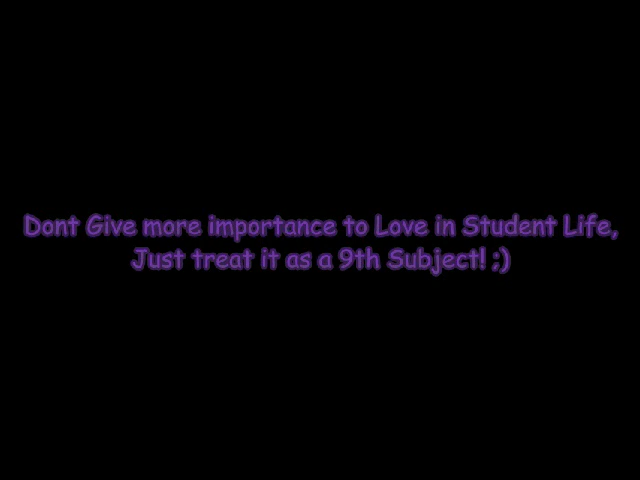 Dont Give more importance to Love in Student Life,
Just treat it as a 9th Subject! ;)